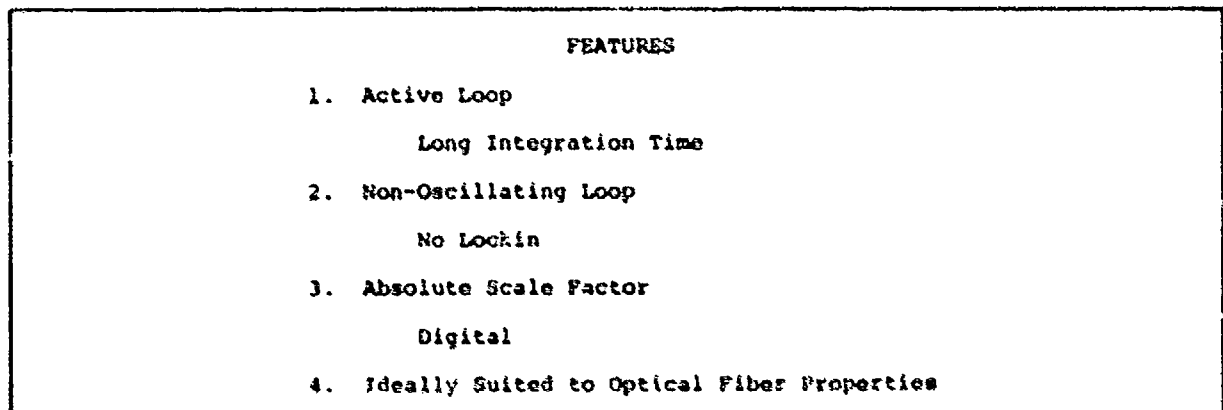 FEATURES
1. Active Loop
Long Integration Time
2. Non-Oscillating Loop
No Lockin
3. Absolute Scale Factor
Digital
4. Ideally Suited to Optical Fiber Properties